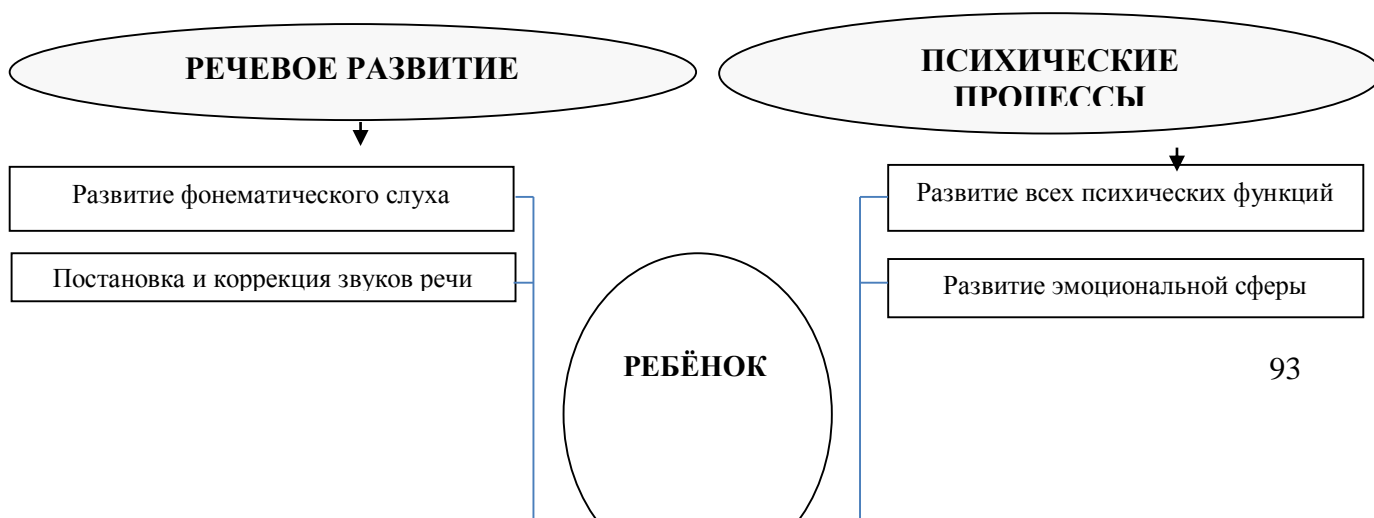 РЕЧЕВОЕ РАЗВИТИЕ
ПСИХИЧЕСКИЕ
ПРОЦЕССЫ
Развитие фонематического слуха
Развитие всех психических функций
Постановка и коррекция звуков речи
Развитие эмоциональной сферы
РЕБЁНОК
93